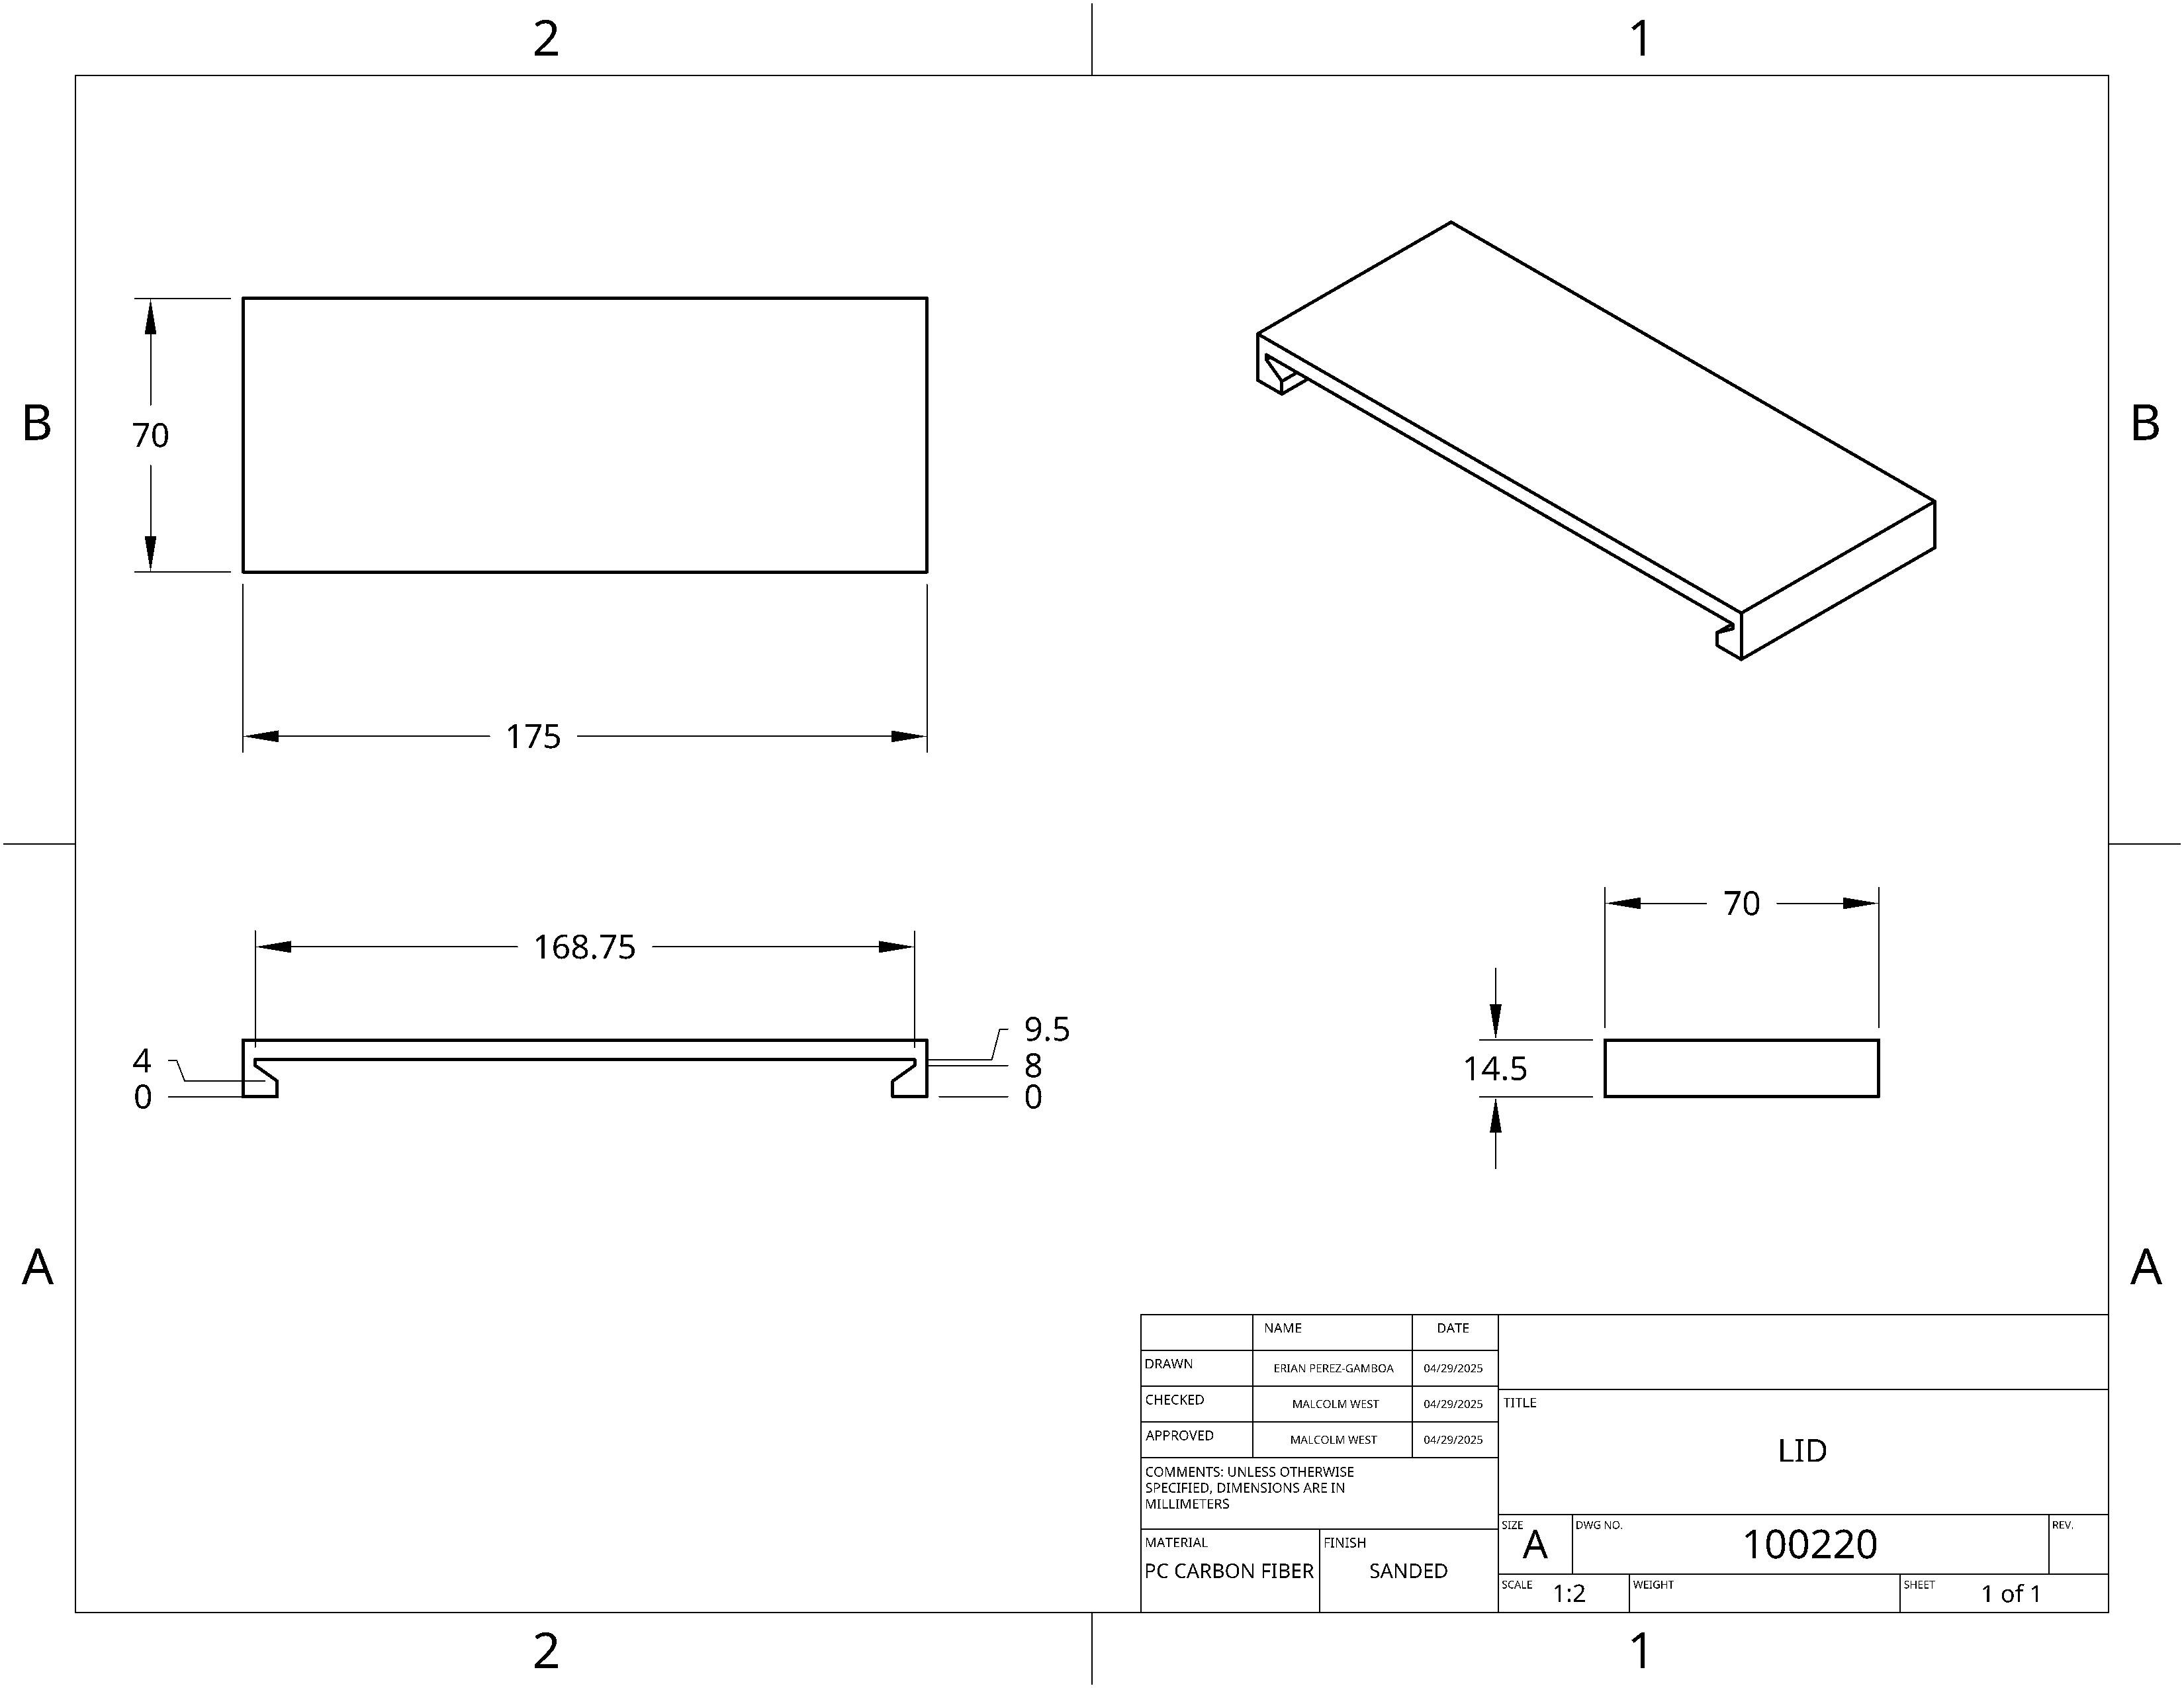 2
1
B
B
70
175
168.75
4
0
9.5
8
0
70
14.5
A
A
NAME
DATE
DRAWN
ERIAN PEREZ-GAMBOA
04/29/2025
CHECKED
MALCOLM WEST
04/29/2025
APPROVED
MALCOLM WEST
04/29/2025
COMMENTS: UNLESS OTHERWISE
SPECIFIED, DIMENSIONS ARE IN
MILLIMETERS
MATERIAL
PC CARBON FIBER
FINISH
SANDED
TITLE
LID
SIZE
A
DWG NO.
100220
REV.
SCALE
1:2
WEIGHT
SHEET
1 of 1
2
1